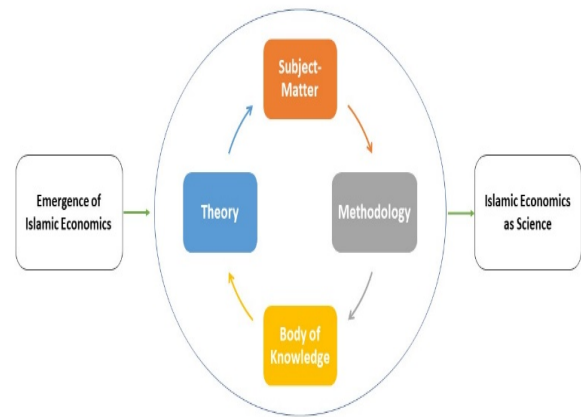 Subject-
Matter
Emergence of
Islamic Economics
Theory
Methodology
Islamic Economics
as Science
Body of
Knowledge